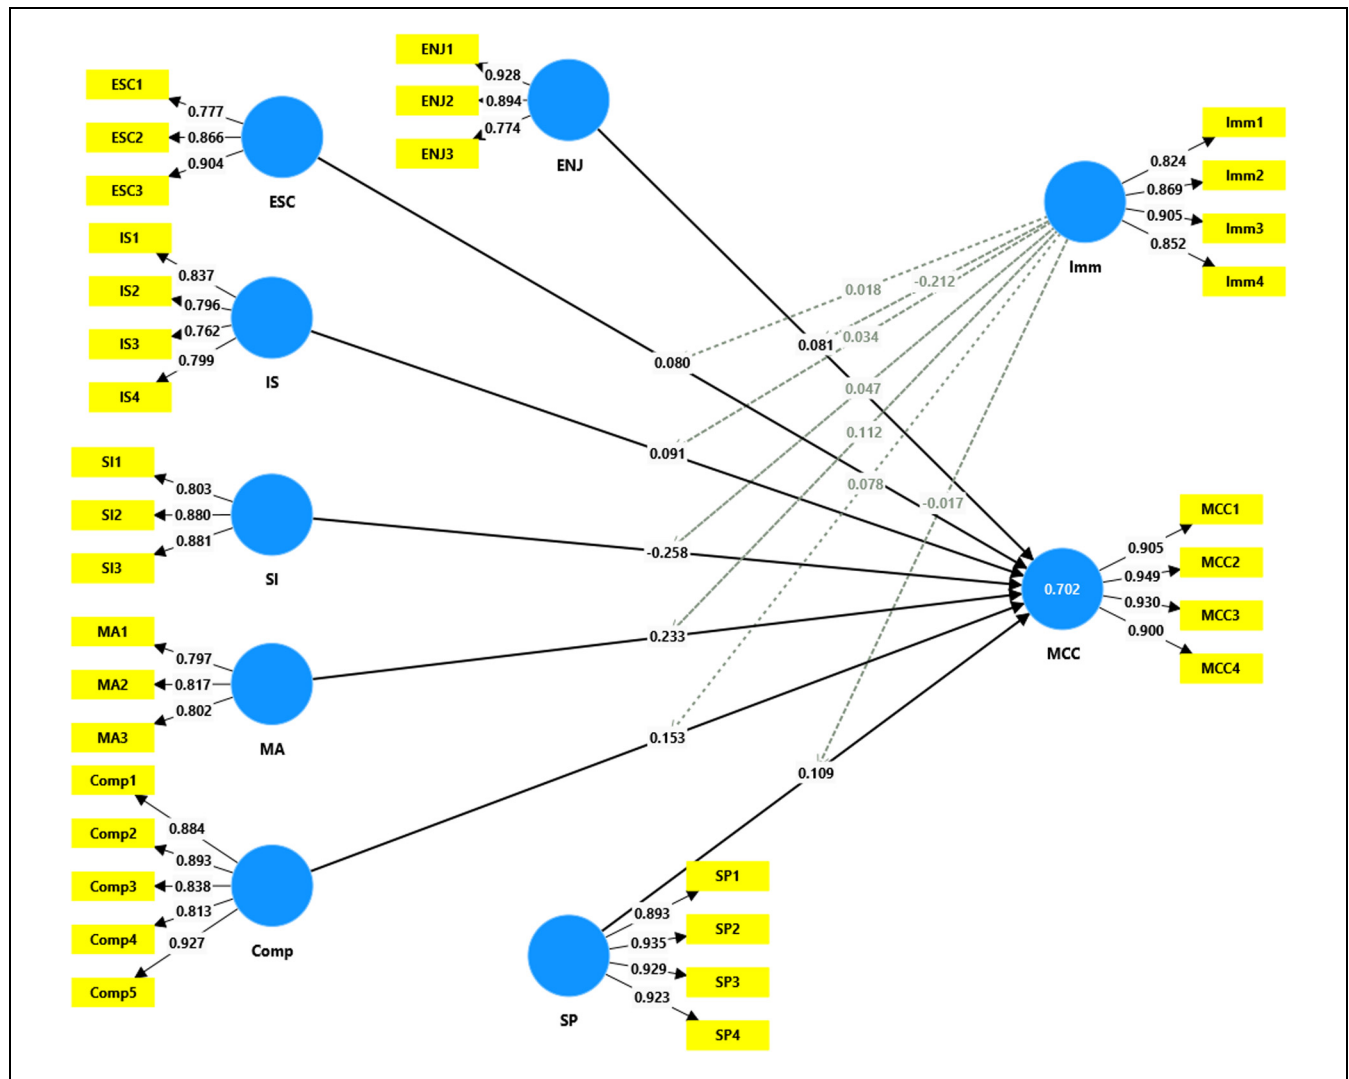 ESC1
ESC2
ESC3
0.777
0.866
0.904
ESC
ENJ1
ENJ2
ENJ3
0.928
0.894
0.774
ENJ
Imm1
Imm2
Imm3
Imm4
0.824
0.869
0.905
0.852
Imm
IS1
IS2
IS3
IS4
0.837
0.796
0.762
0.799
IS
SI1
SI2
SI3
0.803
0.880
0.881
SI
MA1
MA2
MA3
0.797
0.817
0.802
MA
Comp1
Comp2
Comp3
Comp4
Comp5
0.884
0.893
0.838
0.813
0.927
Comp
SP1
SP2
SP3
SP4
0.893
0.935
0.929
0.923
SP
MCC1
MCC2
MCC3
MCC4
0.905
0.949
0.930
0.900
0.702
MCC
0.080
0.081
0.091
-0.258
0.233
0.153
0.109
0.018
-0.212
0.034
0.047
0.112
0.078
-0.017